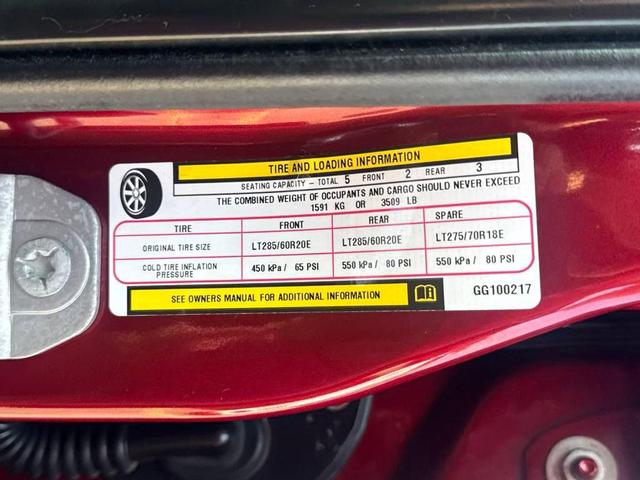 TIRE AND LOADING INFORMATION
SEATING CAPACITY - TOTAL 5 FRONT 2 REAR 3
THE COMBINED WEIGHT OF OCCUPANTS AND CARGO SHOULD NEVER EXCEED
1591 KG OR 3509 LB
TIRE FRONT REAR SPARE
ORIGINAL TIRE SIZE LT285/60R20E LT285/60R20E LT275/70R18E
COLD TIRE INFLATION
PRESSURE 450 kPa / 65 PSI 550 kPa / 80 PSI 550 kPa / 80 PSI
SEE OWNERS MANUAL FOR ADDITIONAL INFORMATION
GG100217